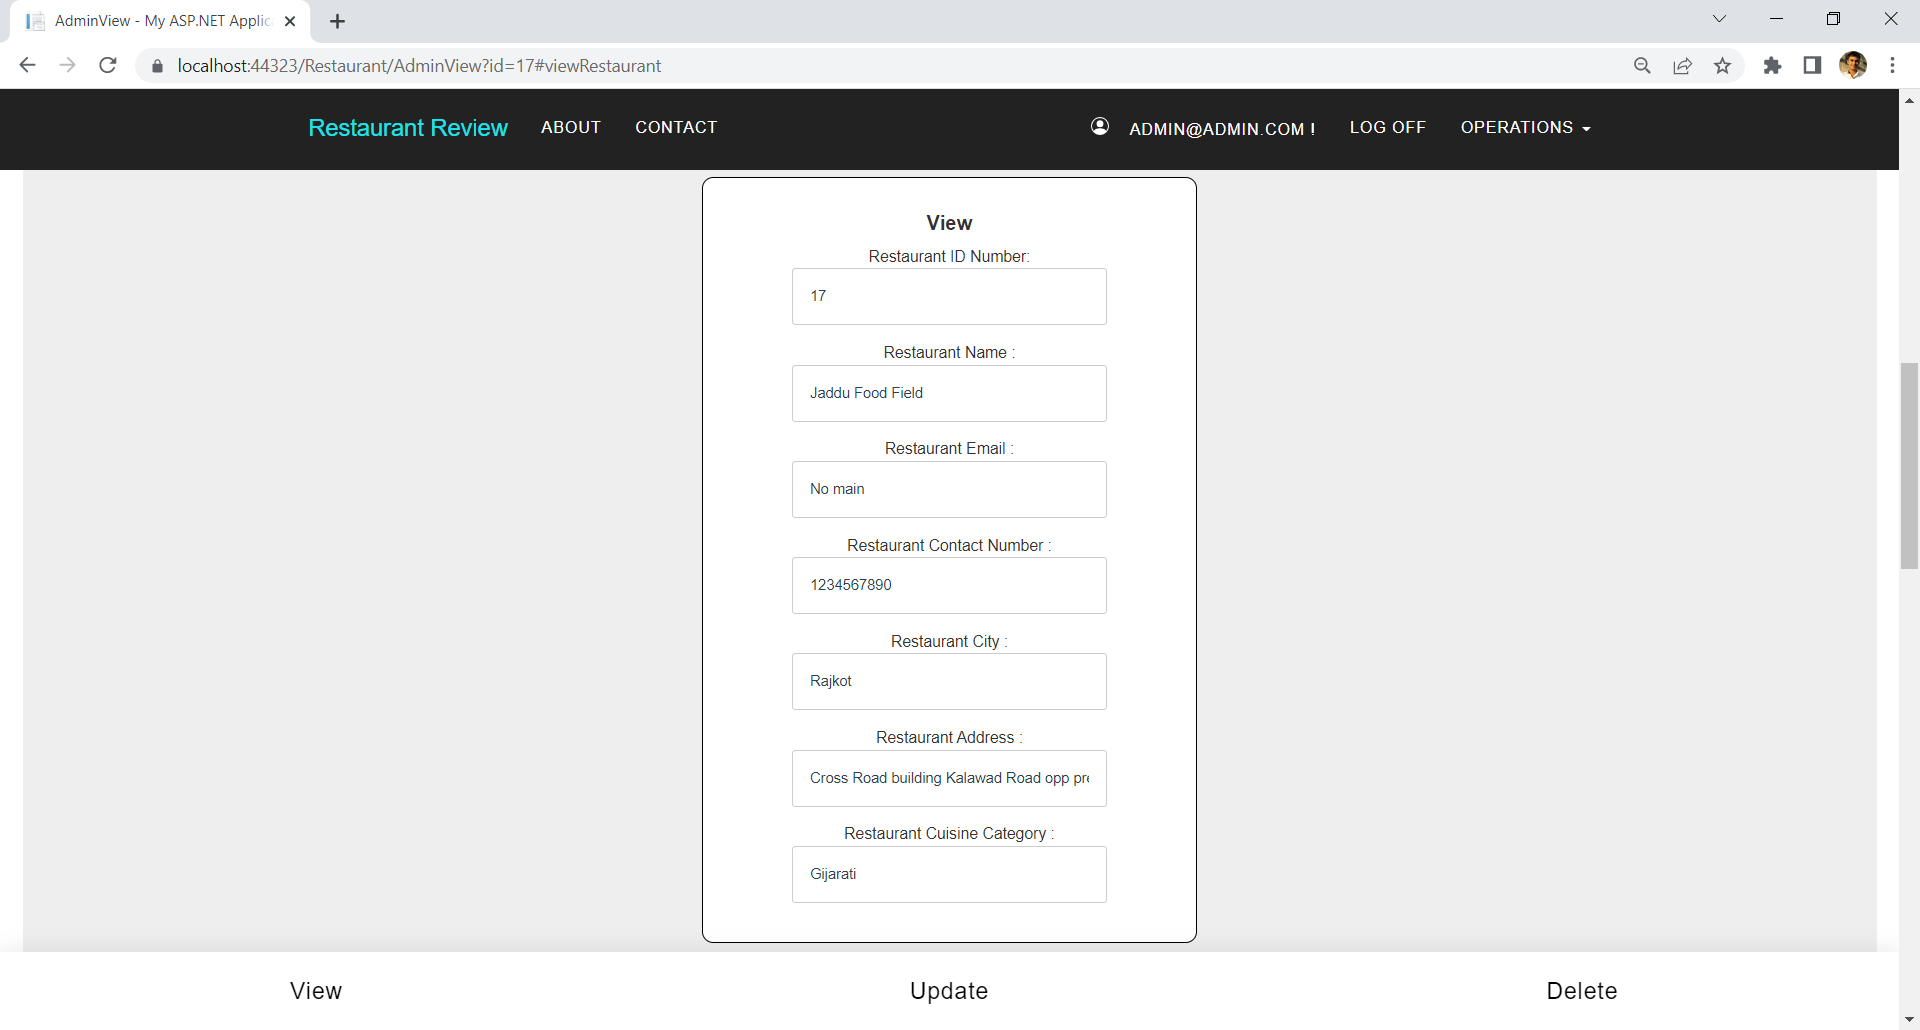 AdminView - My ASP.NET Applic
localhost:44323/Restaurant/AdminView?id=17#viewRestaurant
Restaurant Review ABOUT CONTACT ADMIN@ADMIN.COM ! LOG OFF OPERATIONS
View
Restaurant ID Number:
17
Restaurant Name :
Jaddu Food Field
Restaurant Email :
No main
Restaurant Contact Number :
1234567890
Restaurant City :
Rajkot
Restaurant Address :
Cross Road building Kalawad Road opp pre
Restaurant Cuisine Category :
Gijarati
View Update Delete